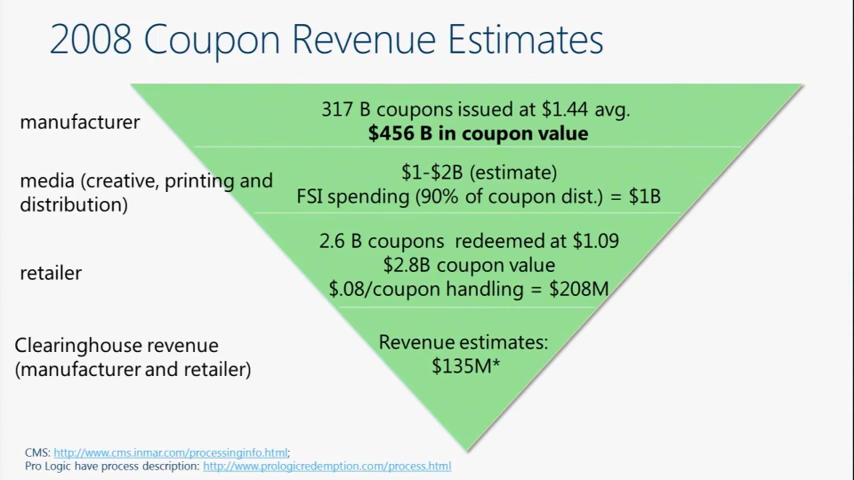 2008 Coupon Revenue Estimates
manufacturer
317 B coupons issued at $1.44 avg.
$456 B in coupon value
media (creative, printing and
distribution)
$1-$2B (estimate)
FSI spending (90% of coupon dist.) = $1B
retailer
2.6 B coupons redeemed at $1.09
$2.8B coupon value
$.08/coupon handling = $208M
Clearinghouse revenue
(manufacturer and retailer)
Revenue estimates:
$135M*
CMS: http://www.cms.inmar.com/processinginfo.html;
Pro Logic have process description: http://www.prologicredemption.com/process.html